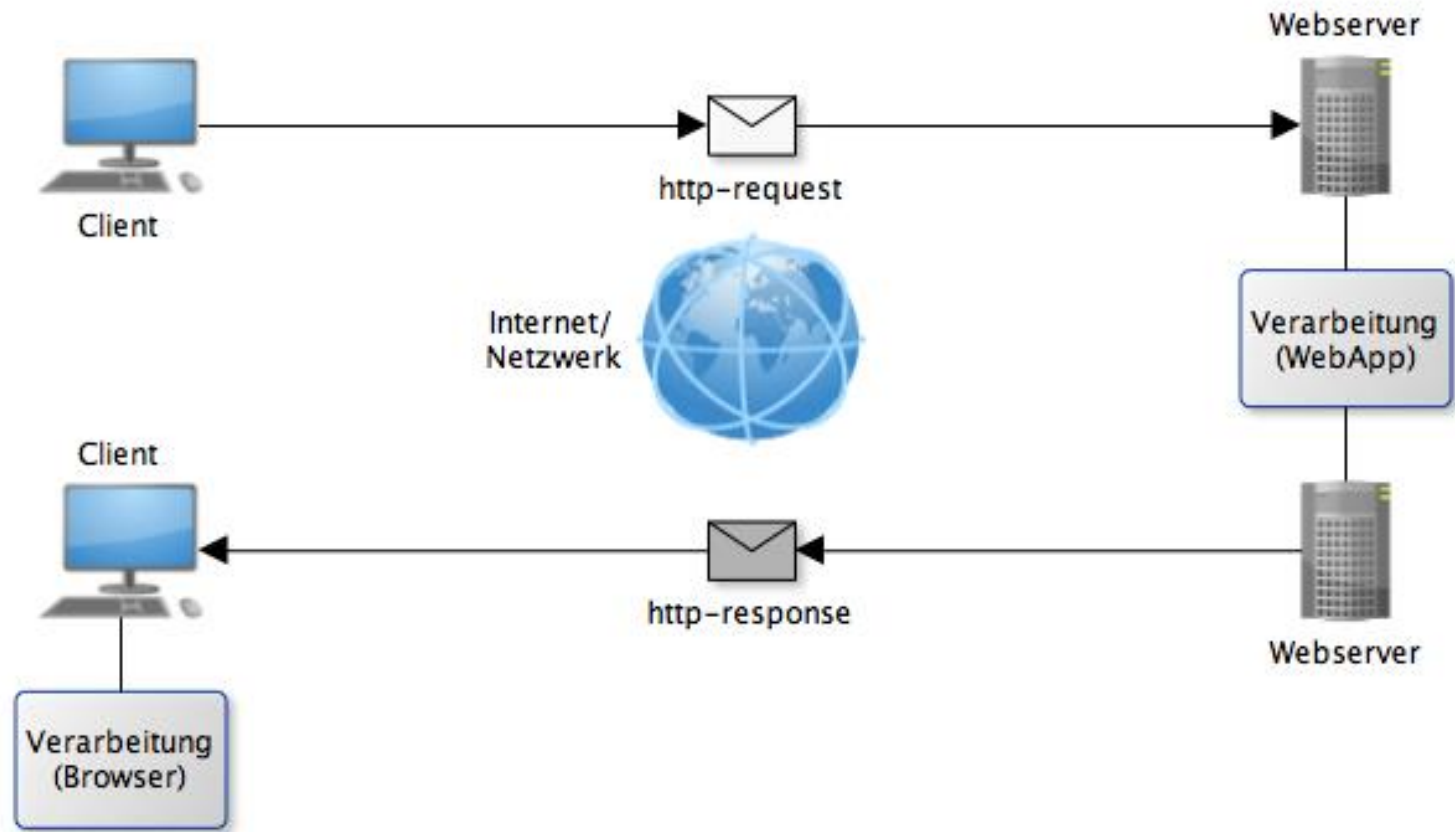 Webserver
http-request
Client
Internet/
Netzwerk
Verarbeitung
(WebApp)
Client
http-response
Webserver
Verarbeitung
(Browser)